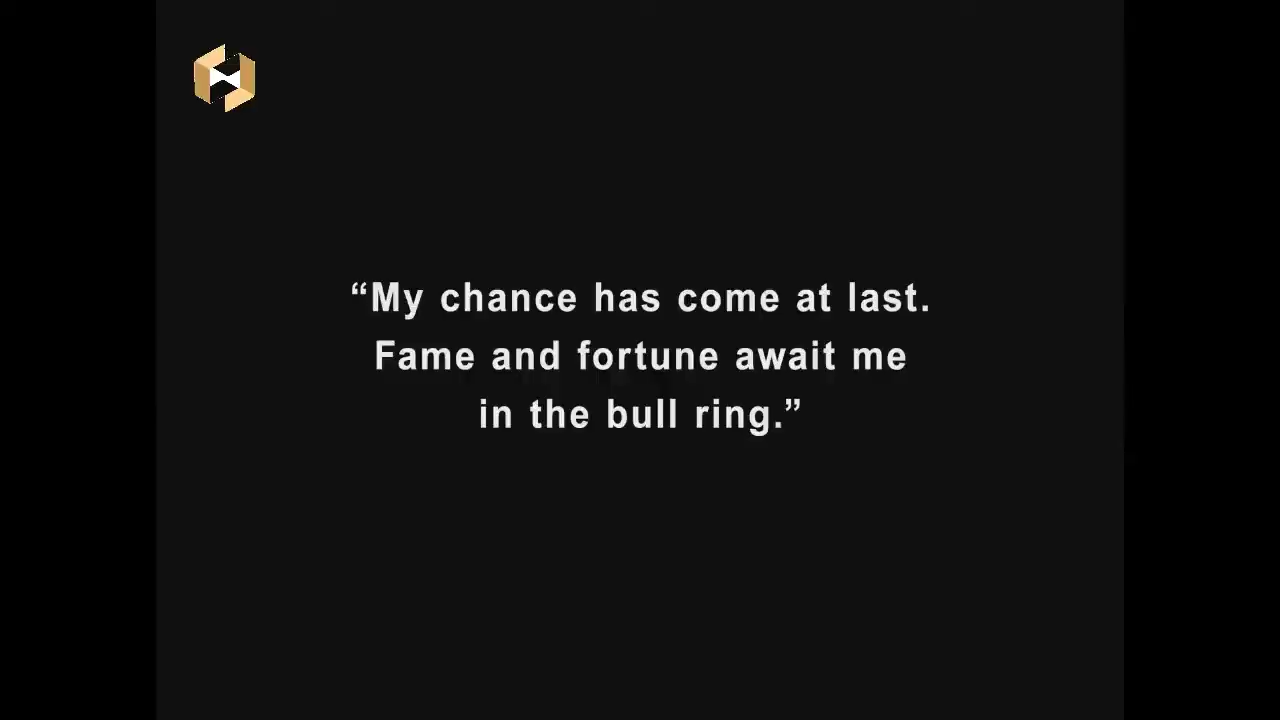 “My chance has come at last.
Fame and fortune await me
in the bull ring.”